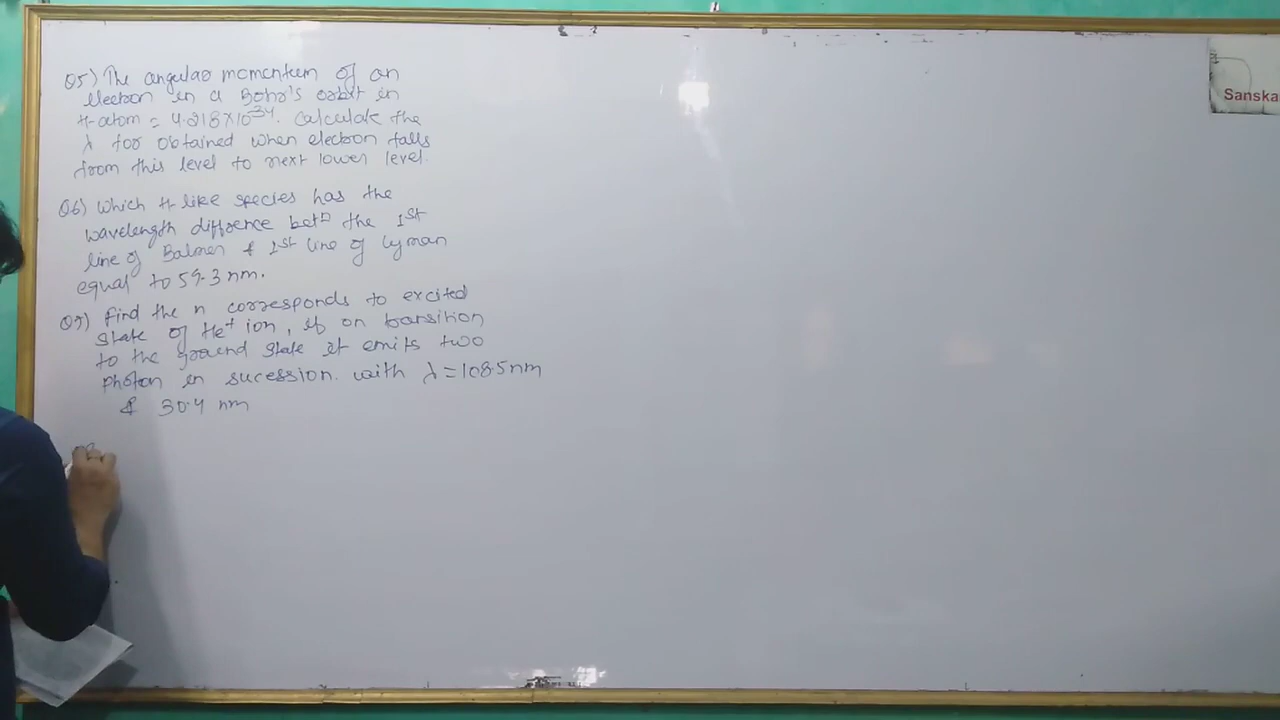 Q5) The angular momentum of an
electron in a Bohr's orbit in
H-atom = 4.218×10⁻³⁴. Calculate the
λ for obtained when electron falls
from this level to next lower level.
Q6) Which H like species has the
wavelength diffrence betⁿ the 1st
line of Balmer & 1st line of Lyman
equal to 59.3 nm.
Q7) Find the n corresponds to excited
state of He⁺ ion, if on transition
to the ground state it emits two
photon in sucession. with λ = 108.5 nm
& 30.4 nm
Sanska